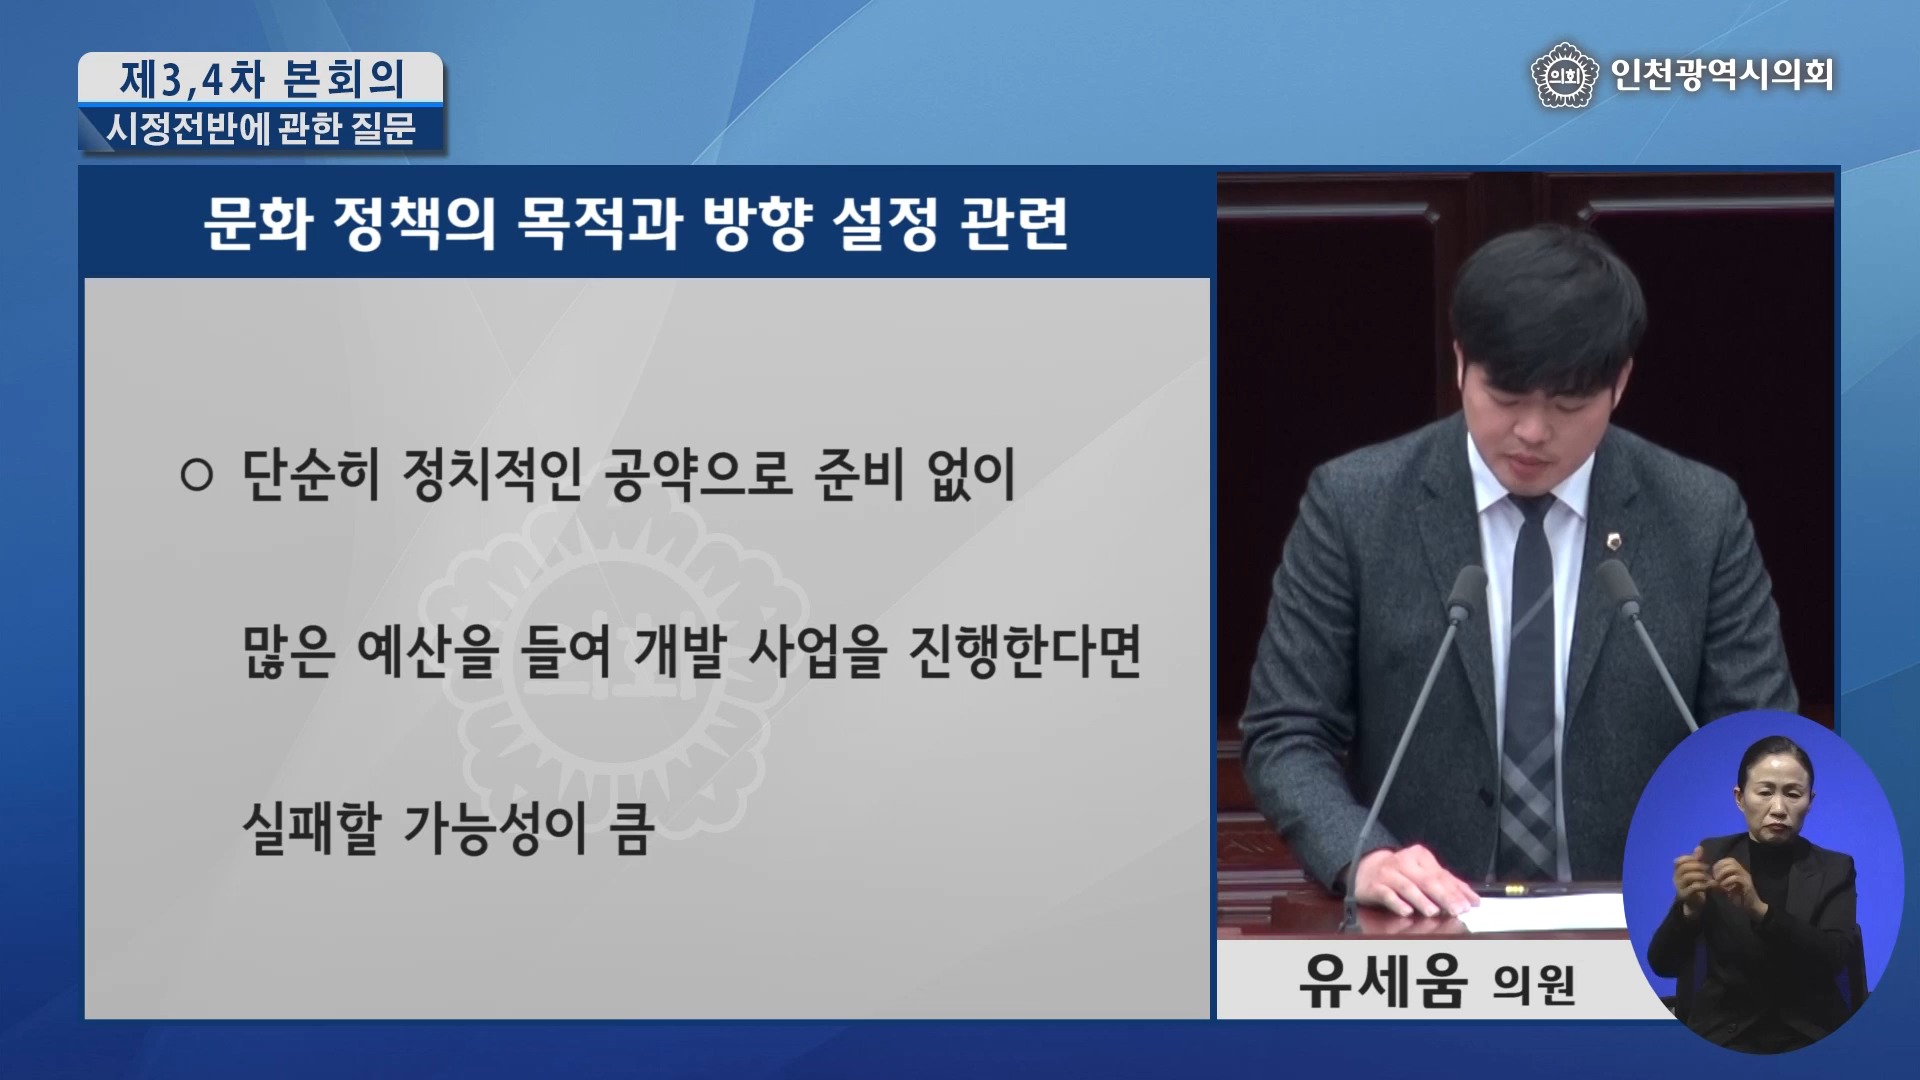 제3,4차 본회의
시정전반에 관한 질문
의회 인천광역시의회
문화 정책의 목적과 방향 설정 관련
○ 단순히 정치적인 공약으로 준비 없이
많은 예산을 들여 개발 사업을 진행한다면
실패할 가능성이 큼
의회
유세움 의원